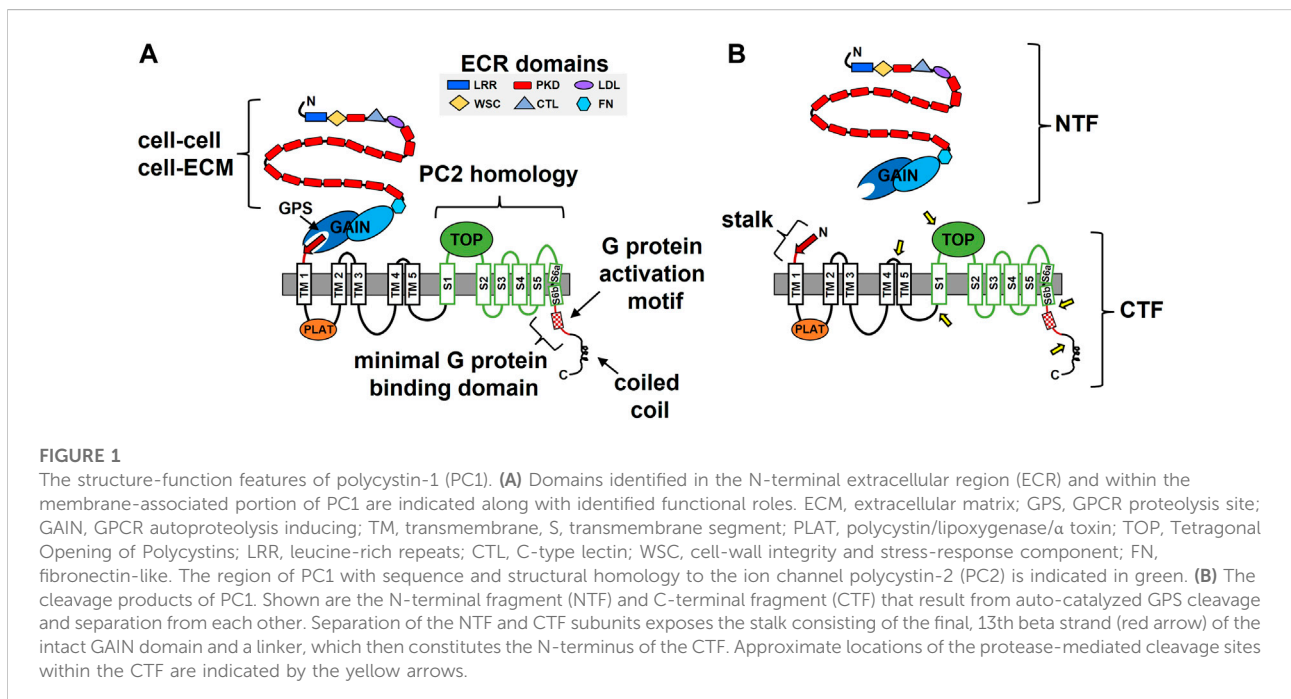 A
ECR domains
LRR PKD LDL
WSC CTL FN
N
cell-cell
cell-ECM
GPS
GAIN
PC2 homology
TOP
TM 1 TM 2 TM 3 TM 4 TM 5 S1 S2 S3 S4 S5 S6b S6a
PLAT
G protein
activation
motif
minimal G protein
binding domain
C
coiled
coil
B
N
NTF
GAIN
stalk
N
TOP
TM 1 TM 2 TM 3 TM 4 TM 5 S1 S2 S3 S4 S5 S6b S6a
CTF
PLAT
C
FIGURE 1
The structure-function features of polycystin-1 (PC1). (A) Domains identified in the N-terminal extracellular region (ECR) and within the
membrane-associated portion of PC1 are indicated along with identified functional roles. ECM, extracellular matrix; GPS, GPCR proteolysis site;
GAIN, GPCR autoproteolysis inducing; TM, transmembrane, S, transmembrane segment; PLAT, polycystin/lipoxygenase/α toxin; TOP, Tetragonal
Opening of Polycystins; LRR, leucine-rich repeats; CTL, C-type lectin; WSC, cell-wall integrity and stress-response component; FN,
fibronectin-like. The region of PC1 with sequence and structural homology to the ion channel polycystin-2 (PC2) is indicated in green. (B) The
cleavage products of PC1. Shown are the N-terminal fragment (NTF) and C-terminal fragment (CTF) that result from auto-catalyzed GPS cleavage
and separation from each other. Separation of the NTF and CTF subunits exposes the stalk consisting of the final, 13th beta strand (red arrow) of the
intact GAIN domain and a linker, which then constitutes the N-terminus of the CTF. Approximate locations of the protease-mediated cleavage sites
within the CTF are indicated by the yellow arrows.